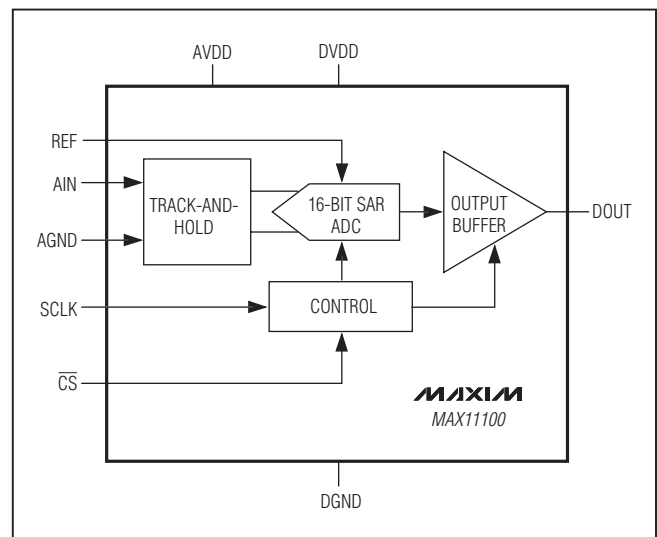 AVDD
DVDD
REF
AIN
AGND
SCLK
CS
TRACK-AND-
HOLD
16-BIT SAR
ADC
CONTROL
OUTPUT
BUFFER
DOUT
MAXIM
MAX11100
DGND